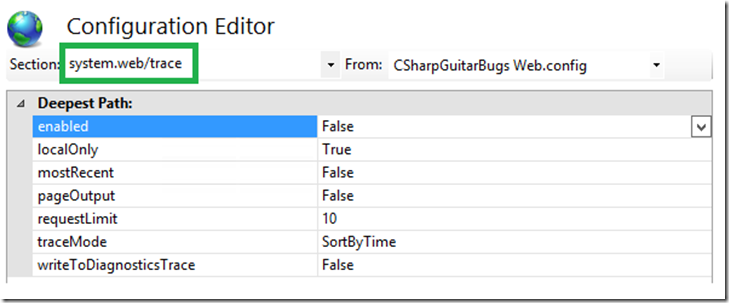 Configuration Editor
Section: system.web/trace From: CSharpGuitarBugs Web.config
Deepest Path:
enabled False
localOnly True
mostRecent False
pageOutput False
requestLimit 10
traceMode SortByTime
writeToDiagnosticsTrace False